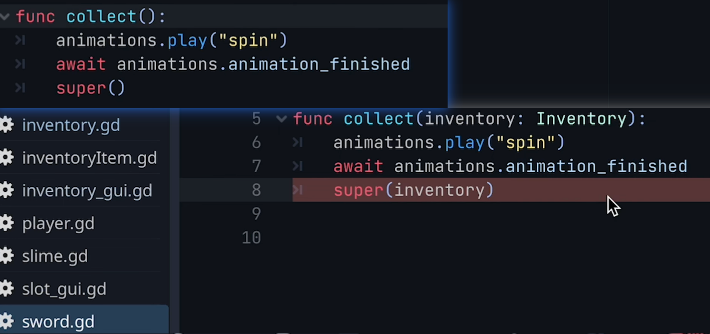 func collect():
animations.play("spin")
await animations.animation_finished
super()
inventory.gd
inventoryItem.gd
inventory_gui.gd
player.gd
slime.gd
slot_gui.gd
sword.gd
5 func collect(inventory: Inventory):
6 animations.play("spin")
7 await animations.animation_finished
8 super(inventory)
9
10